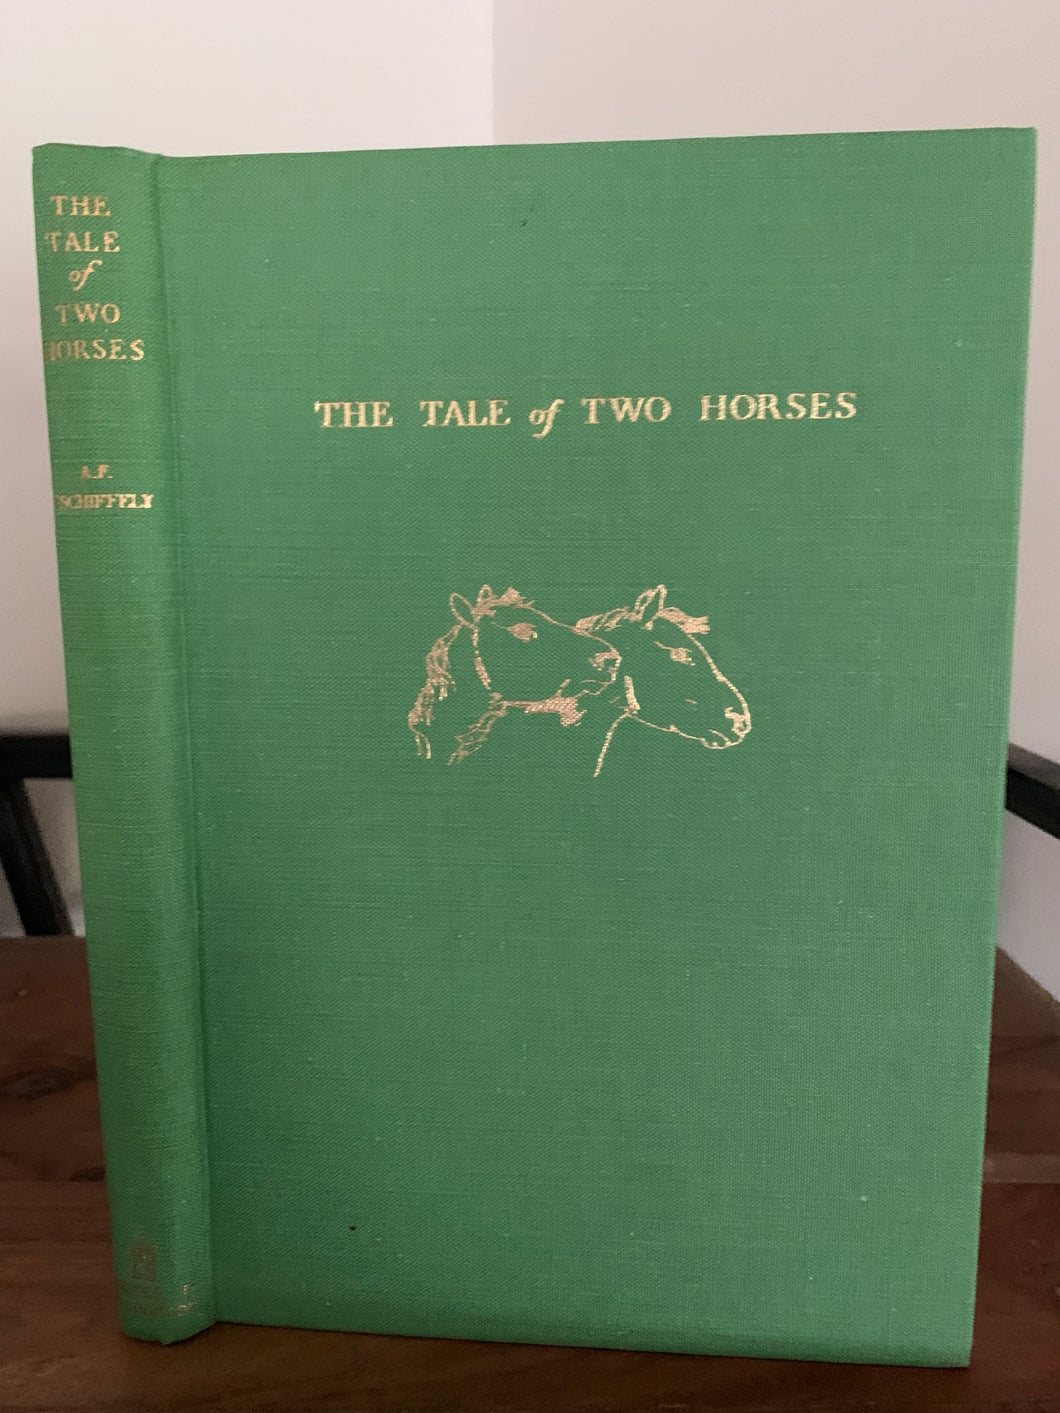 THE
TALE
of
TWO
HORSES
A.F.
TSCHIFFELY
THE TALE of TWO HORSES